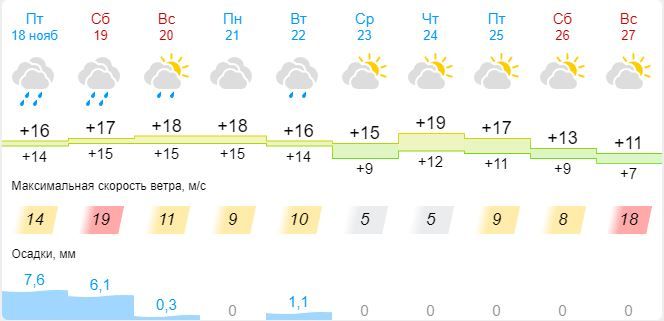 Пт Сб Вс Пн Вт Ср Чт Пт Сб Вс
18 нояб 19 20 21 22 23 24 25 26 27
+16 +17 +18 +18 +16 +15 +19 +17 +13 +11
+14 +15 +15 +15 +14 +9 +12 +11 +9 +7
Максимальная скорость ветра, м/с
14 19 11 9 10 5 5 9 8 18
Осадки, мм
7,6 6,1 0,3 0 1,1 0 0 0 0 0